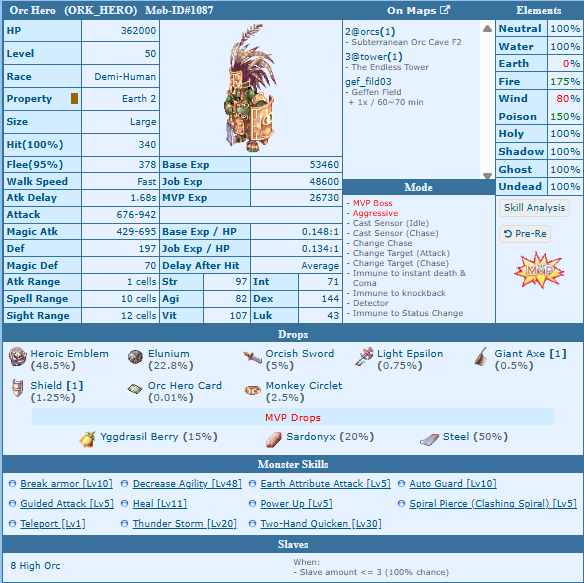 Orc Hero (ORK_HERO) Mob-ID#1087
On Maps
Elements
HP 362000
Level 50
Race Demi-Human
Property Earth 2
Size Large
Hit(100%) 340
Flee(95%) 378
Walk Speed Fast
Atk Delay 1.68s
Attack 676-942
Magic Atk 429-695
Def 197
Magic Def 70
Atk Range 1 cells
Spell Range 10 cells
Sight Range 12 cells
Base Exp 53460
Job Exp 48600
MVP Exp 26730
Base Exp / HP 0.148:1
Job Exp / HP 0.134:1
Delay After Hit Average
Str 97 Int 71
Agi 82 Dex 144
Vit 107 Luk 43
2@orcs(1)
- Subterranean Orc Cave F2
3@tower(1)
- The Endless Tower
gef_fild03
- Geffen Field
+ 1x / 60~70 min
Mode
- MVP Boss
- Aggressive
- Cast Sensor (Idle)
- Cast Sensor (Chase)
- Change Chase
- Change Target (Attack)
- Change Target (Chase)
- Immune to instant death &
Coma
- Immune to knockback
- Detector
- Immune to Status Change
Neutral 100%
Water 100%
Earth 0%
Fire 175%
Wind 80%
Poison 150%
Holy 100%
Shadow 100%
Ghost 100%
Undead 100%
Skill Analysis
Pre-Re
MVP
Drops
Heroic Emblem
(48.5%)
Elunium
(22.8%)
Orcish Sword
(5%)
Light Epsilon
(0.75%)
Giant Axe [1]
(0.5%)
Shield [1]
(1.25%)
Orc Hero Card
(0.01%)
Monkey Circlet
(2.5%)
MVP Drops
Yggdrasil Berry (15%) Sardonyx (20%) Steel (50%)
Monster Skills
Break armor [Lv10] Decrease Agility [Lv48] Earth Attribute Attack [Lv5] Auto Guard [Lv10]
Guided Attack [Lv5] Heal [Lv11] Power Up [Lv5] Spiral Pierce (Clashing Spiral) [Lv5]
Teleport [Lv1] Thunder Storm [Lv20] Two-Hand Quicken [Lv30]
Slaves
8 High Orc
When:
- Slave amount <= 3 (100% chance)